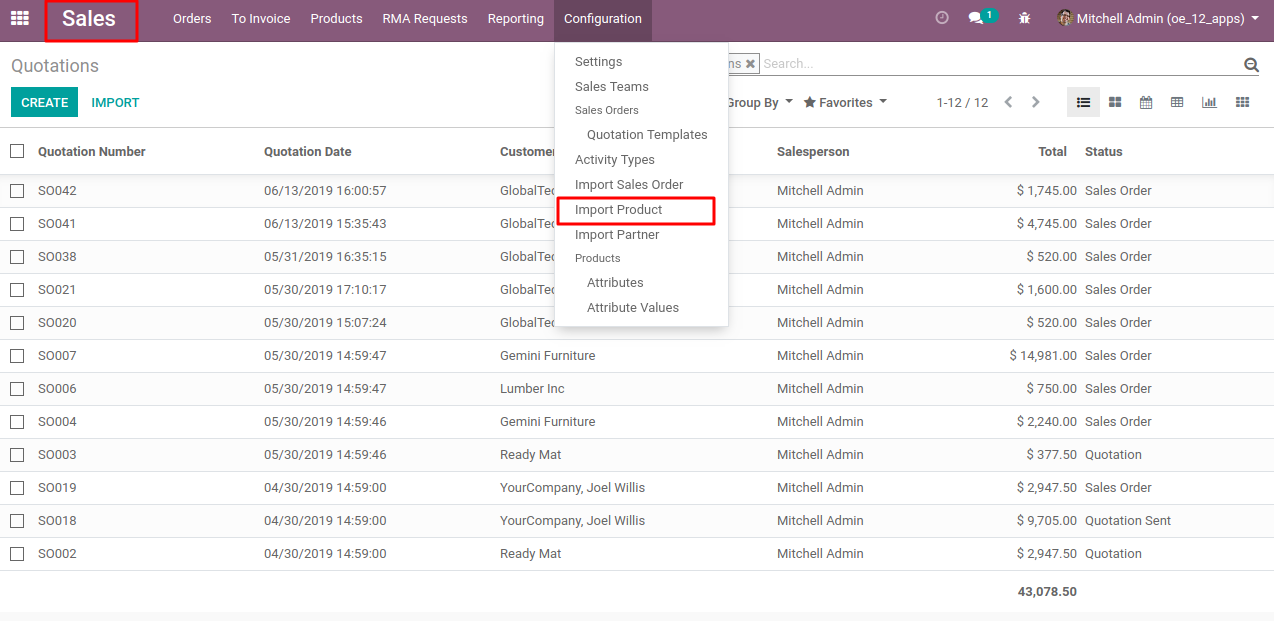 Sales Orders To Invoice Products RMA Requests Reporting Configuration 1 Mitchell Admin (oe_12_apps)
Quotations ns Search...
CREATE IMPORT Group By Favorites 1-12 / 12
Settings
Sales Teams
Sales Orders
Quotation Templates
Activity Types
Import Sales Order
Import Product
Import Partner
Products
Attributes
Attribute Values
Quotation Number Quotation Date Customer Salesperson Total Status
SO042 06/13/2019 16:00:57 GlobalTec Mitchell Admin $ 1,745.00 Sales Order
SO041 06/13/2019 15:35:43 GlobalTec Mitchell Admin $ 4,745.00 Sales Order
SO038 05/31/2019 16:35:15 GlobalTec Mitchell Admin $ 520.00 Sales Order
SO021 05/30/2019 17:10:17 GlobalTec Mitchell Admin $ 1,600.00 Sales Order
SO020 05/30/2019 15:07:24 GlobalTec Mitchell Admin $ 520.00 Sales Order
SO007 05/30/2019 14:59:47 Gemini Furniture Mitchell Admin $ 14,981.00 Sales Order
SO006 05/30/2019 14:59:47 Lumber Inc Mitchell Admin $ 750.00 Sales Order
SO004 05/30/2019 14:59:46 Gemini Furniture Mitchell Admin $ 2,240.00 Sales Order
SO003 05/30/2019 14:59:46 Ready Mat Mitchell Admin $ 377.50 Quotation
SO019 04/30/2019 14:59:00 YourCompany, Joel Willis Mitchell Admin $ 2,947.50 Sales Order
SO018 04/30/2019 14:59:00 YourCompany, Joel Willis Mitchell Admin $ 9,705.00 Quotation Sent
SO002 04/30/2019 14:59:00 Ready Mat Mitchell Admin $ 2,947.50 Quotation
43,078.50